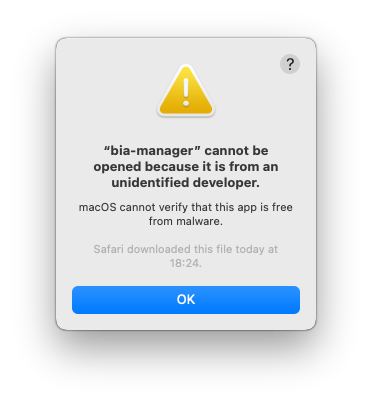 ?
“bia-manager” cannot be
opened because it is from an
unidentified developer.
macOS cannot verify that this app is free
from malware.
Safari downloaded this file today at
18:24.
OK